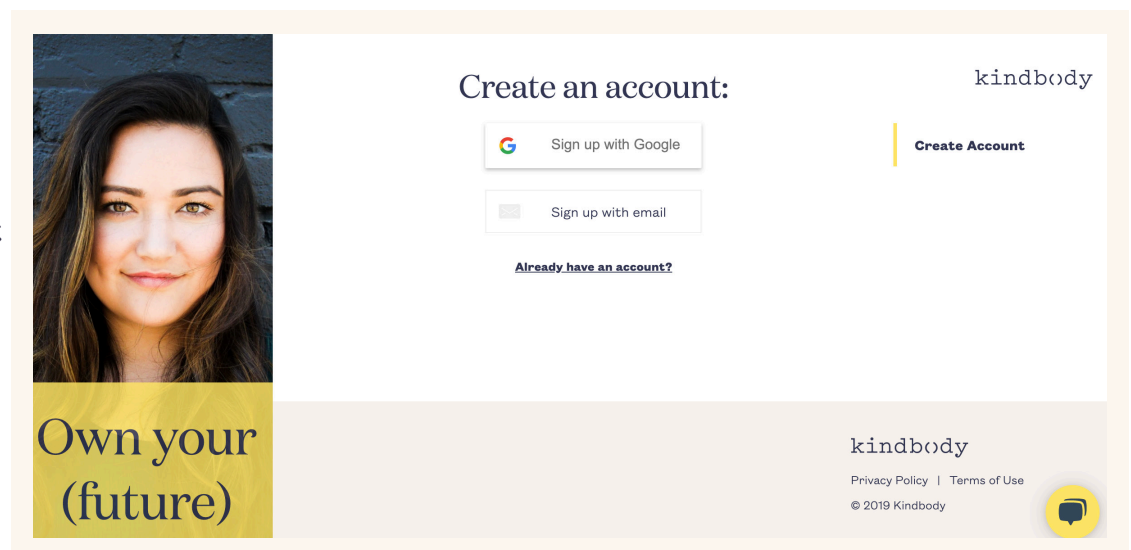 Create an account:
Sign up with Google
Sign up with email
Already have an account?
kindbody
Create Account
Own your
(future)
kindbody
Privacy Policy | Terms of Use
© 2019 Kindbody